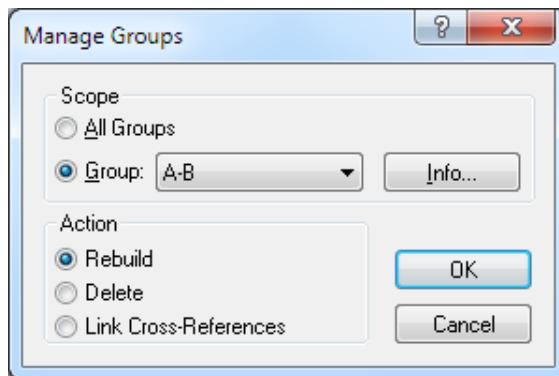 Manage Groups
?
Scope
All Groups
Group: A-B
Info...
Action
Rebuild
OK
Delete
Link Cross-References
Cancel